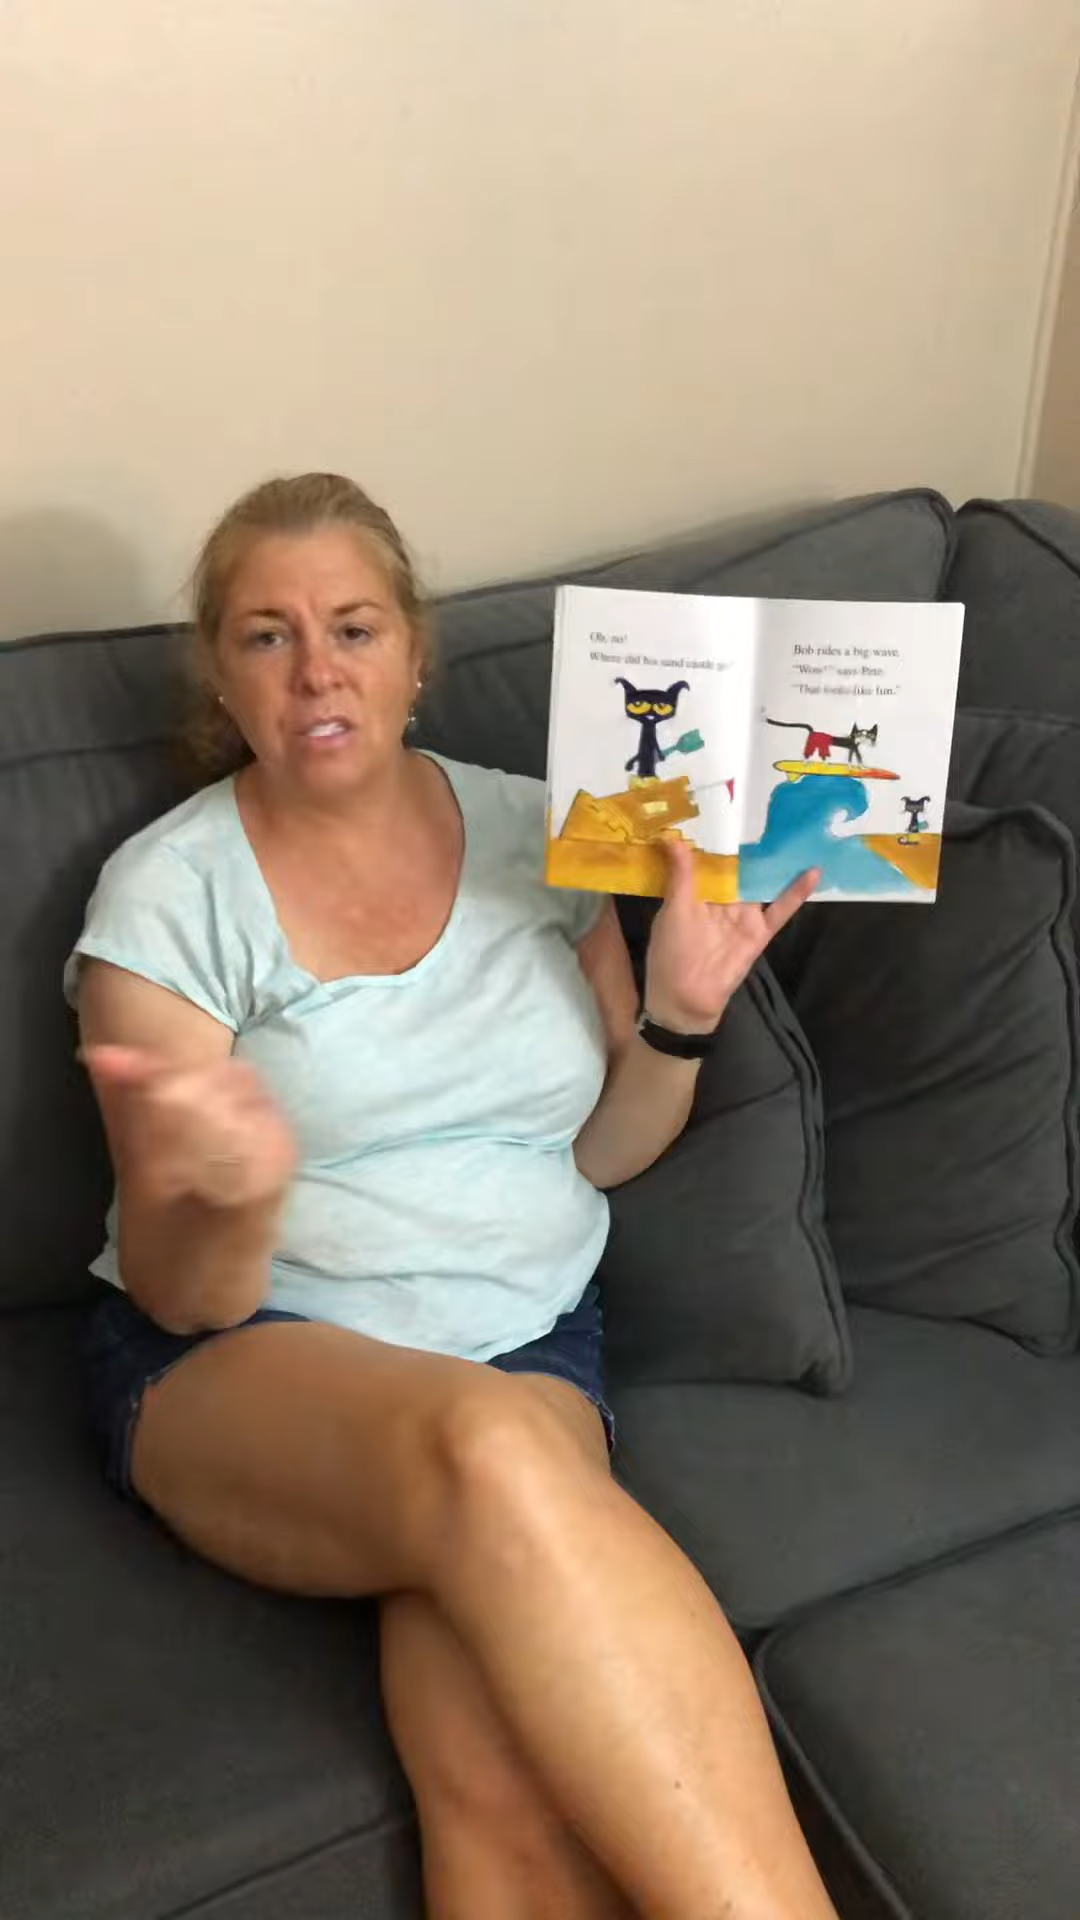 Oh, no!
Where did his sand castle go?
Bob rides a big wave.
"Wow!" says Pete.
"That looks like fun."